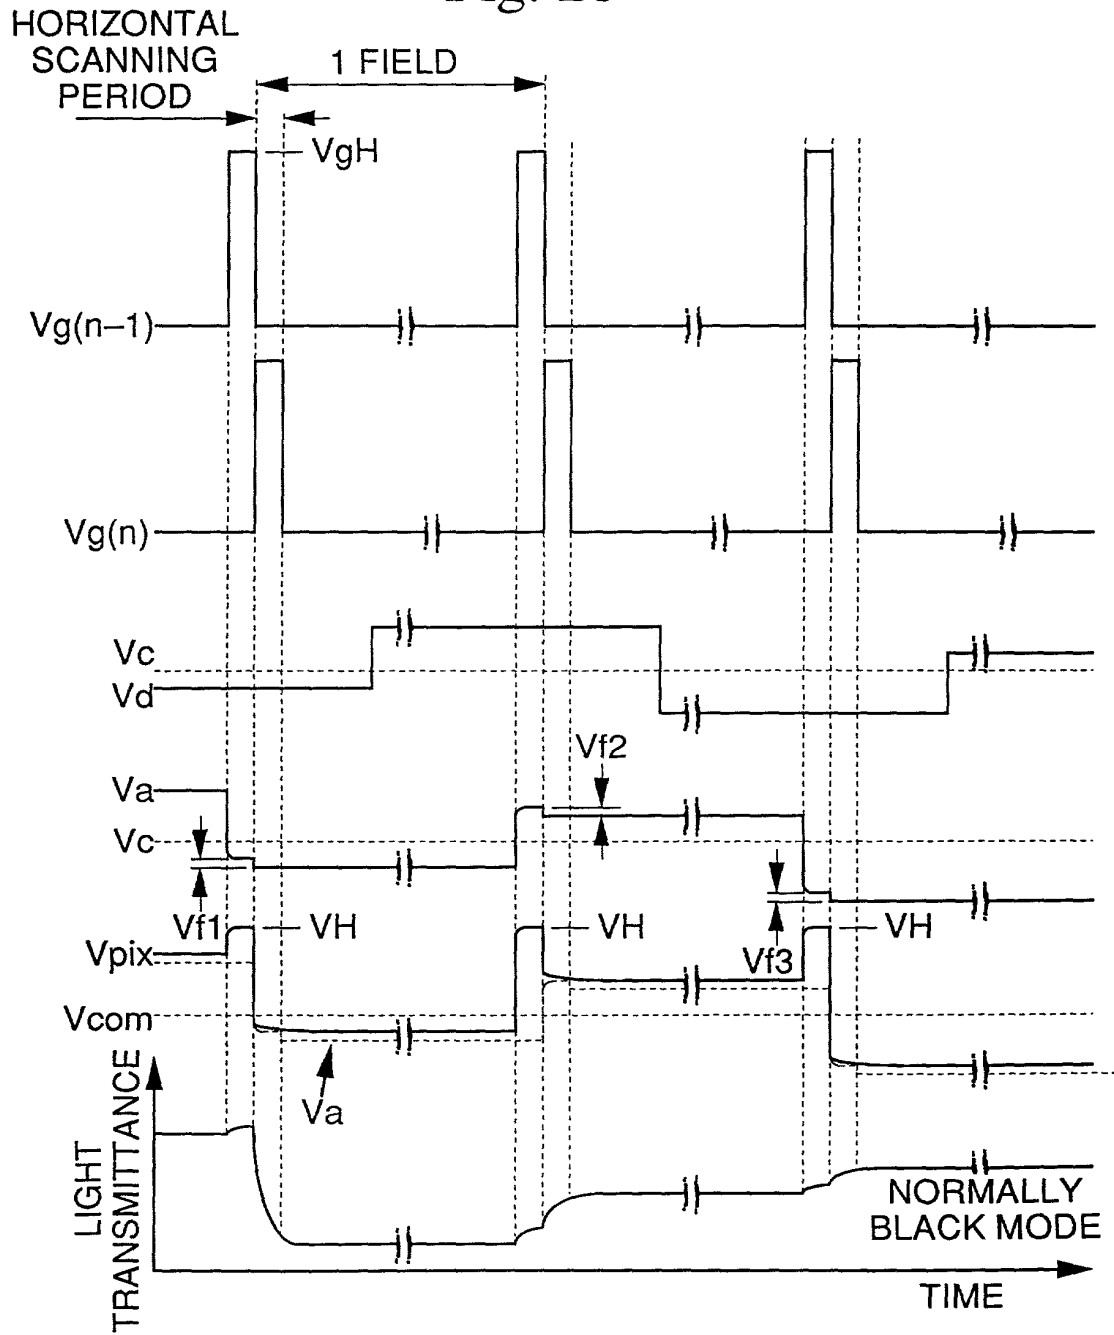 HORIZONTAL
SCANNING
PERIOD
1 FIELD
VgH
Vg(n–1)
Vg(n)
Vc
Vd
Vf2
Va
Vc
Vf1
VH
VH
VH
Vpix
Vf3
Vcom
Va
LIGHT
TRANSMITTANCE
NORMALLY
BLACK MODE
TIME